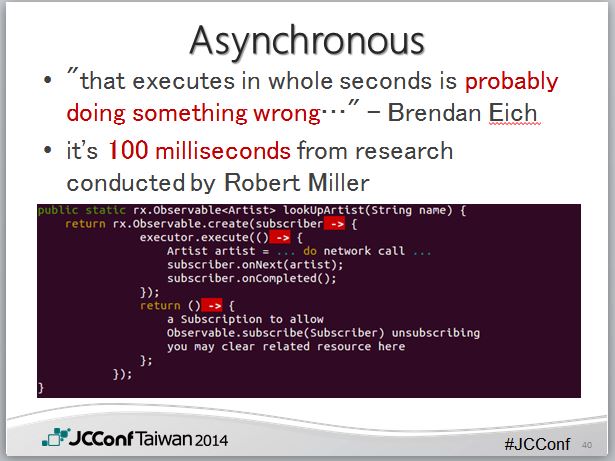 Asynchronous
• "that executes in whole seconds is probably
doing something wrong…" – Brendan Eich
• it's 100 milliseconds from research
conducted by Robert Miller
public static rx.Observable<Artist> lookUpArtist(String name) {
return rx.Observable.create(subscriber -> {
executor.execute(() -> {
Artist artist = ... do network call ...
subscriber.onNext(artist);
subscriber.onCompleted();
});
return () -> {
a Subscription to allow
Observable.subscribe(Subscriber) unsubscribing
you may clear related resource here
};
});
}
JCConf Taiwan 2014
#JCConf 40